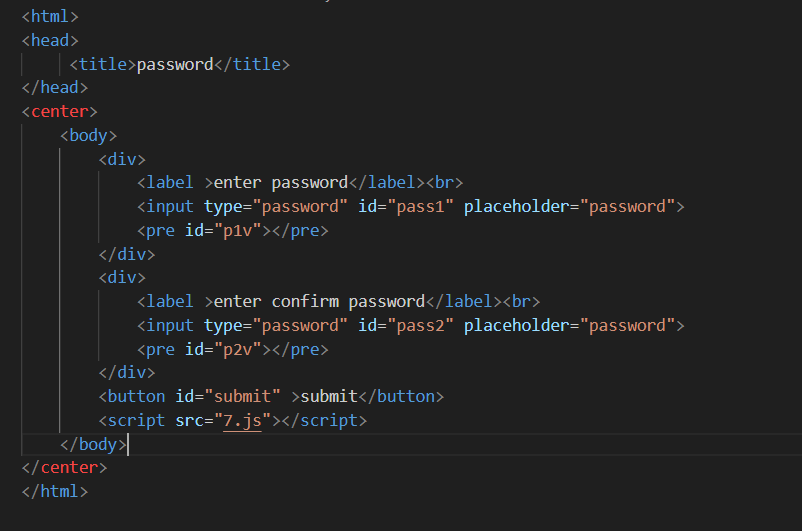 <html>
<head>
<title>password</title>
</head>
<center>
<body>
<div>
<label >enter password</label><br>
<input type="password" id="pass1" placeholder="password">
<pre id="p1v"></pre>
</div>
<div>
<label >enter confirm password</label><br>
<input type="password" id="pass2" placeholder="password">
<pre id="p2v"></pre>
</div>
<button id="submit" >submit</button>
<script src="7.js"></script>
</body>
</center>
</html>